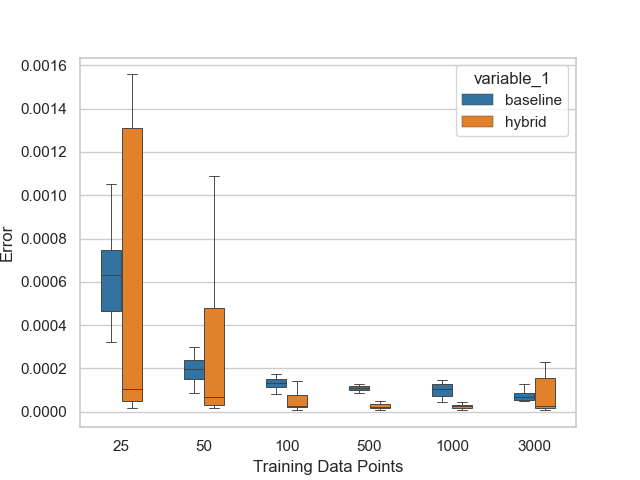 0.0016
0.0014
0.0012
0.0010
0.0008
0.0006
0.0004
0.0002
0.0000
Error
variable_1
baseline
hybrid
25 50 100 500 1000 3000
Training Data Points